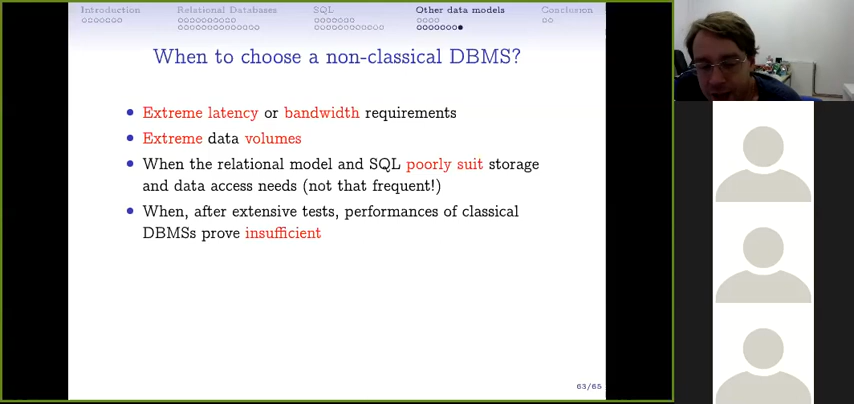 Introduction Relational Databases SQL Other data models Conclusion
When to choose a non-classical DBMS?
• Extreme latency or bandwidth requirements
• Extreme data volumes
• When the relational model and SQL poorly suit storage
and data access needs (not that frequent!)
• When, after extensive tests, performances of classical
DBMSs prove insufficient
63/65